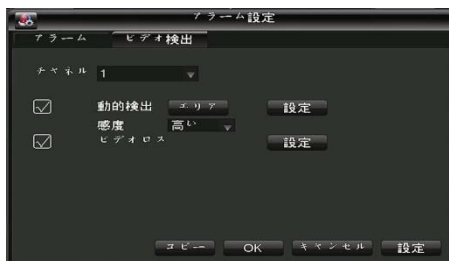 アラーム設定
アラーム ビデオ検出
チャネル 1
動的検出 エリア 設定
感度 高い
ビデオロス 設定
コピー OK キャンセル 設定